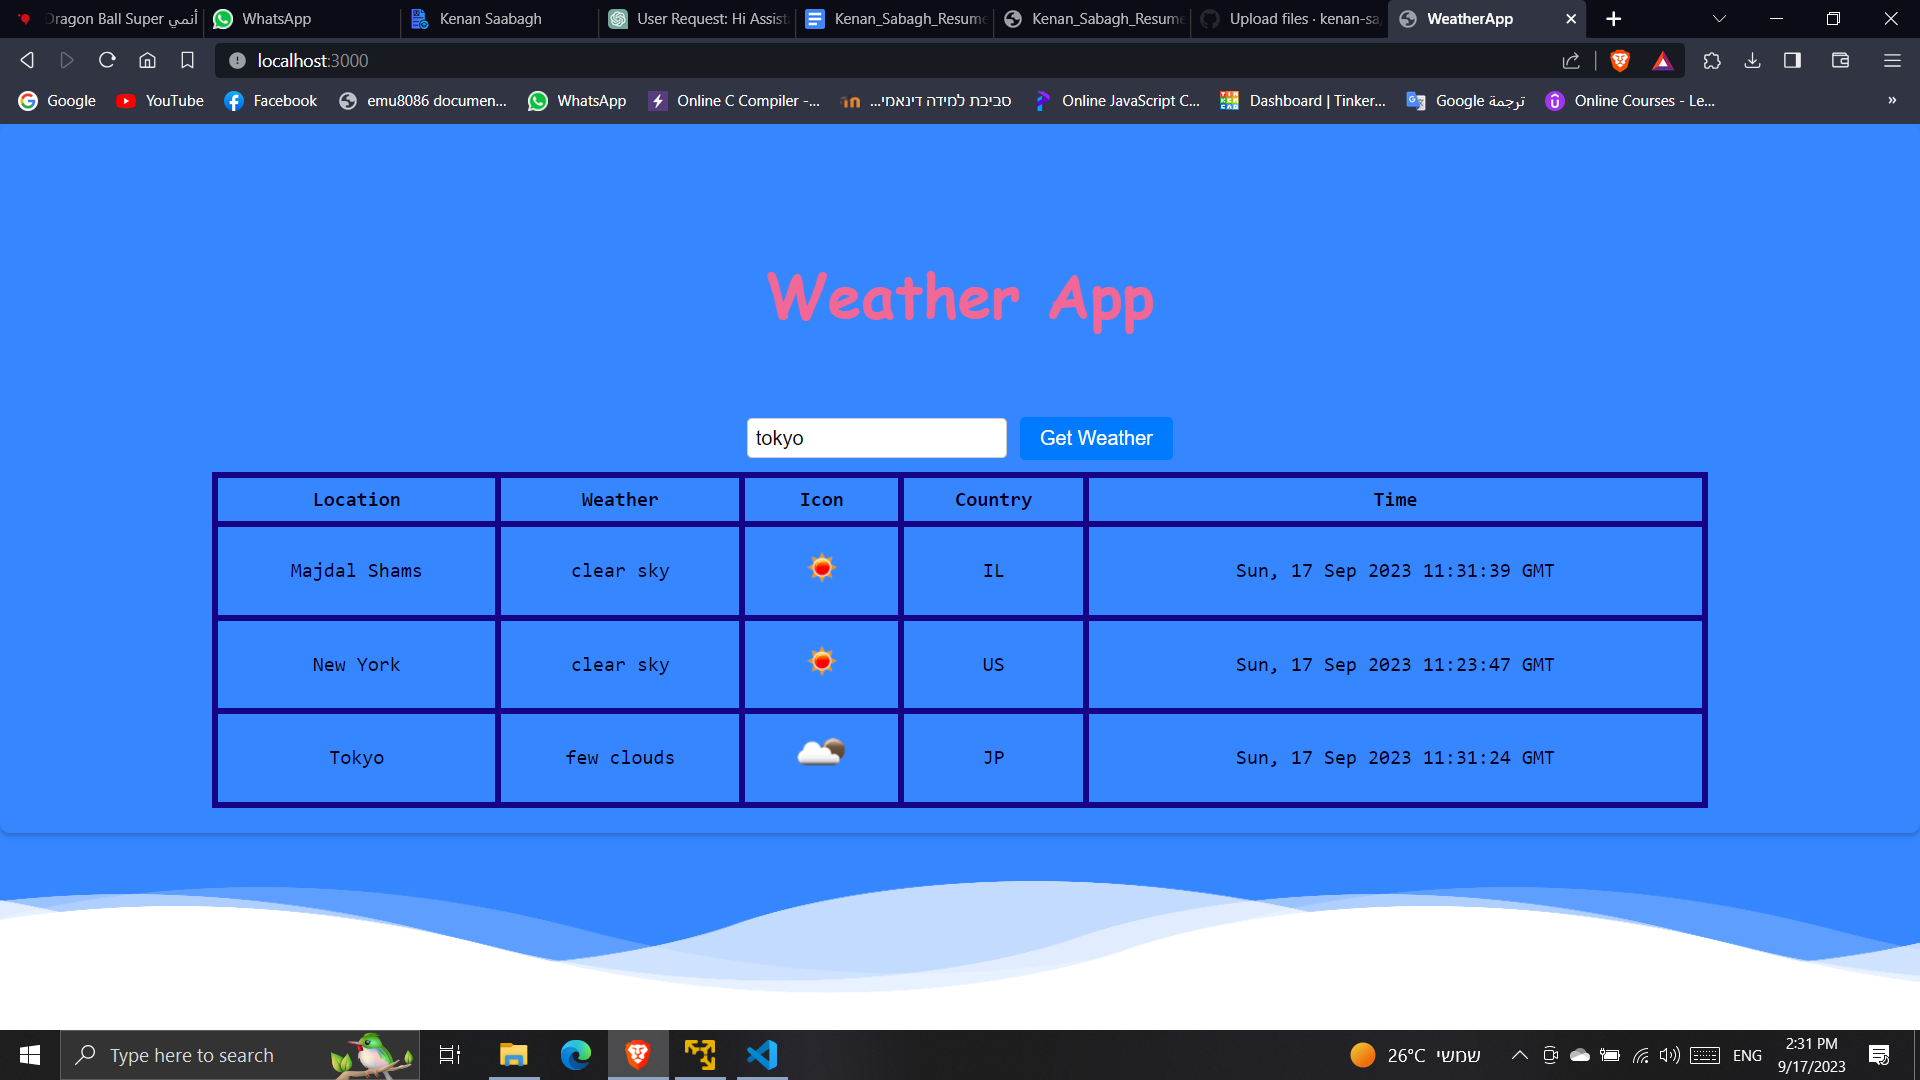 Dragon Ball Super أنمي
WhatsApp
Kenan Saabagh
User Request: Hi Assist
Kenan_Sabagh_Resume
Kenan_Sabagh_Resume
Upload files · kenan-sa
WeatherApp
localhost:3000
Google
YouTube
Facebook
emu8086 documen...
WhatsApp
Online C Compiler -...
סביבת למידה דינאמי...
Online JavaScript C...
Dashboard | Tinker...
ترجمة Google
Online Courses - Le...
»
Weather App
tokyo
Get Weather
Location Weather Icon Country Time
Majdal Shams clear sky IL Sun, 17 Sep 2023 11:31:39 GMT
New York clear sky US Sun, 17 Sep 2023 11:23:47 GMT
Tokyo few clouds JP Sun, 17 Sep 2023 11:31:24 GMT
Type here to search
26°C שמשי
ENG
2:31 PM
9/17/2023